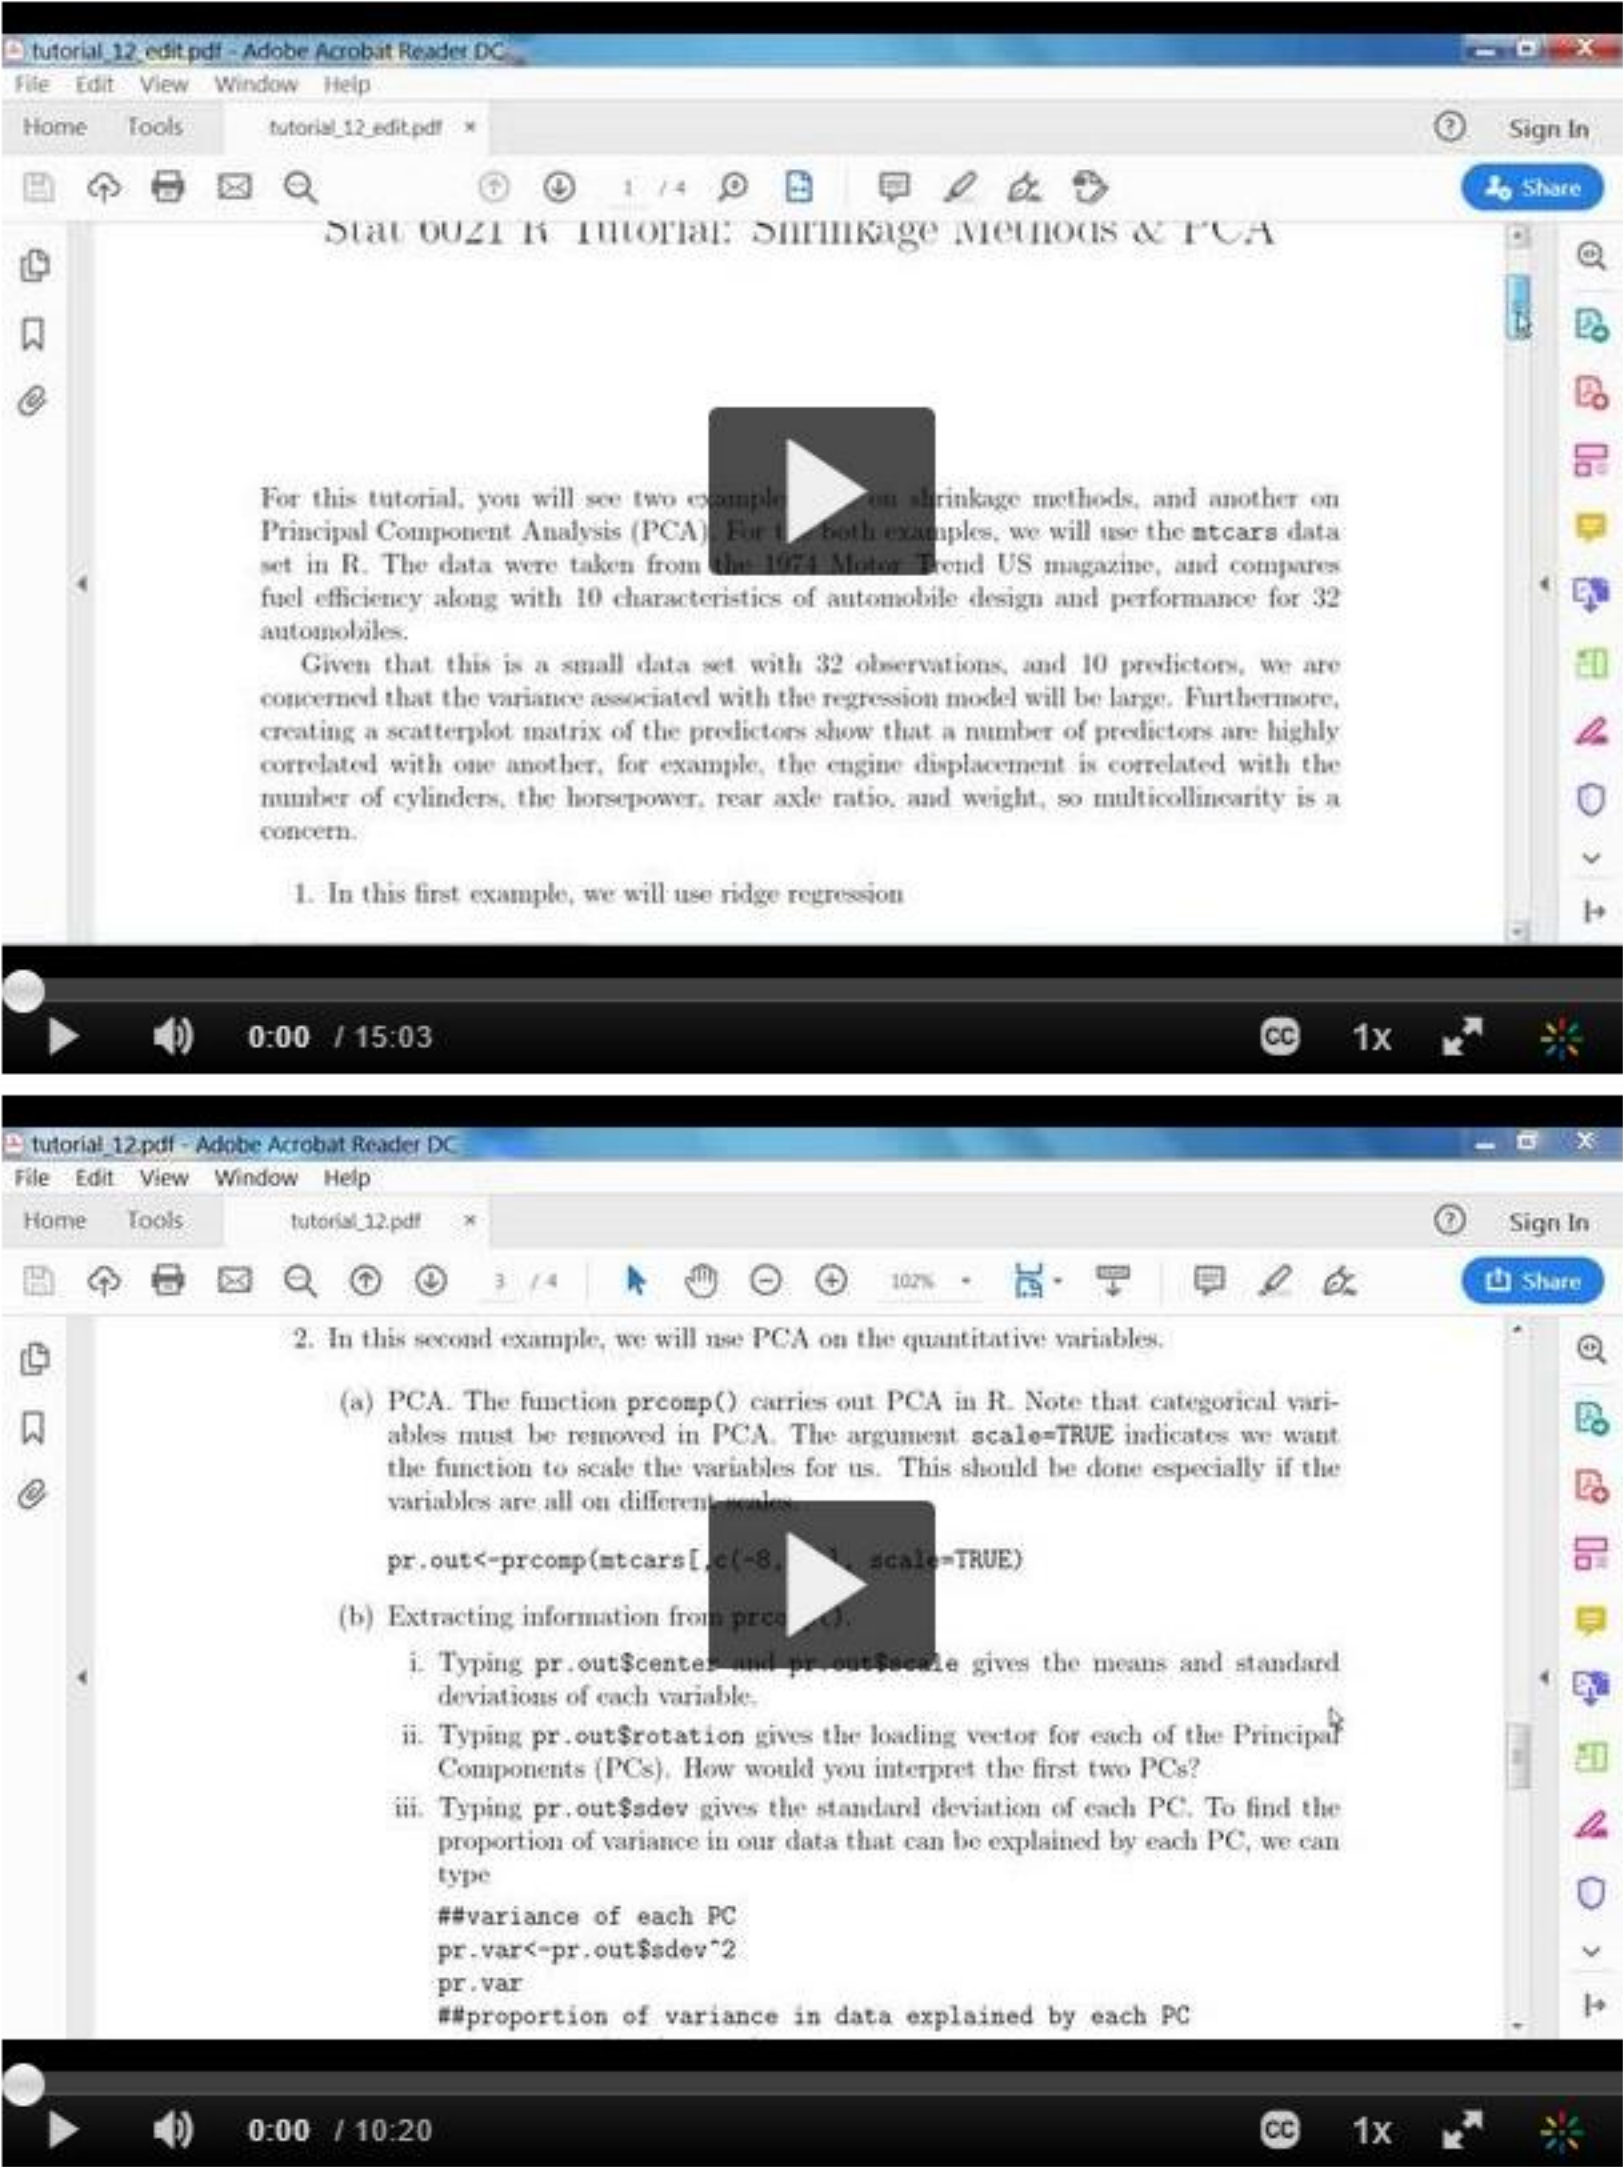 tutorial_12_edit.pdf - Adobe Acrobat Reader DC
File Edit View Window Help
Home Tools tutorial_12_edit.pdf × ? Sign In
1 / 4 Share
Stat 6021 R Tutorial: Shrinkage Methods & PCA
For this tutorial, you will see two on shrinkage methods, and another on
Principal Component Analysis (PCA). For both examples, we will use the mtcars data
set in R. The data were taken from the 1974 Motor Trend US magazine, and compares
fuel efficiency along with 10 characteristics of automobile design and performance for 32
automobiles.
Given that this is a small data set with 32 observations, and 10 predictors, we are
concerned that the variance associated with the regression model will be large. Furthermore,
creating a scatterplot matrix of the predictors show that a number of predictors are highly
correlated with one another, for example, the engine displacement is correlated with the
number of cylinders, the horsepower, rear axle ratio, and weight, so multicollinearity is a
concern.
1. In this first example, we will use ridge regression
0:00 / 15:03 CC 1x
tutorial_12.pdf - Adobe Acrobat Reader DC
File Edit View Window Help
Home Tools tutorial_12.pdf × ? Sign In
3 / 4 102% Share
2. In this second example, we will use PCA on the quantitative variables.
(a) PCA. The function prcomp() carries out PCA in R. Note that categorical vari-
ables must be removed in PCA. The argument scale=TRUE indicates we want
the function to scale the variables for us. This should be done especially if the
variables are all on different scales.
pr.out<-prcomp(mtcars[,c(-8, scale=TRUE)
(b) Extracting information from
i. Typing pr.out$center and pr.out$scale gives the means and standard
deviations of each variable.
ii. Typing pr.out$rotation gives the loading vector for each of the Principal
Components (PCs). How would you interpret the first two PCs?
iii. Typing pr.out$sdev gives the standard deviation of each PC. To find the
proportion of variance in our data that can be explained by each PC, we can
type
##variance of each PC
pr.var<-pr.out$sdev^2
pr.var
##proportion of variance in data explained by each PC
0:00 / 10:20 CC 1x